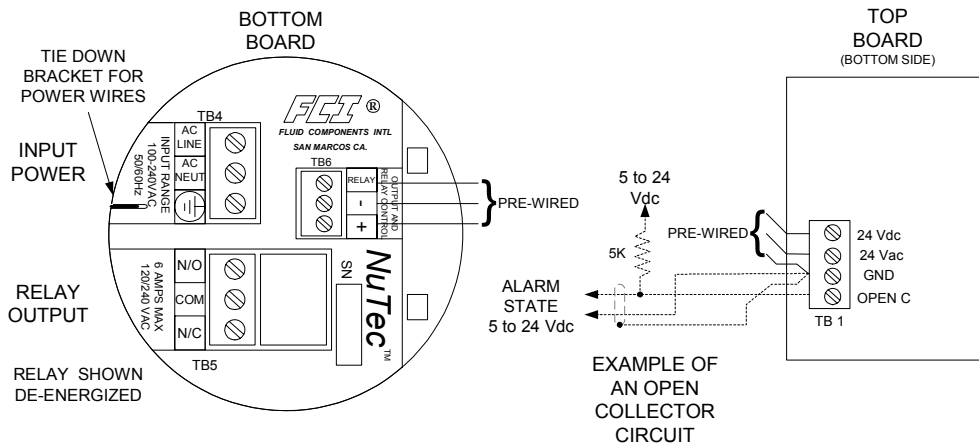 BOTTOM
BOARD
TIE DOWN
BRACKET FOR
POWER WIRES
INPUT
POWER
TB4
AC
LINE
AC
NEUT
INPUT RANGE
100-240VAC
50/60Hz
FCI ®
FLUID COMPONENTS INTL
SAN MARCOS CA.
TB6
RELAY
-
+
OUTPUT AND
RELAY CONTROL
PRE-WIRED
RELAY
OUTPUT
6 AMPS MAX
120/240 VAC
N/O
COM
N/C
TB5
SN
NuTec™
RELAY SHOWN
DE-ENERGIZED
TOP
BOARD
(BOTTOM SIDE)
5 to 24
Vdc
5K
PRE-WIRED
24 Vdc
24 Vac
GND
OPEN C
TB 1
ALARM
STATE
5 to 24 Vdc
EXAMPLE OF
AN OPEN
COLLECTOR
CIRCUIT